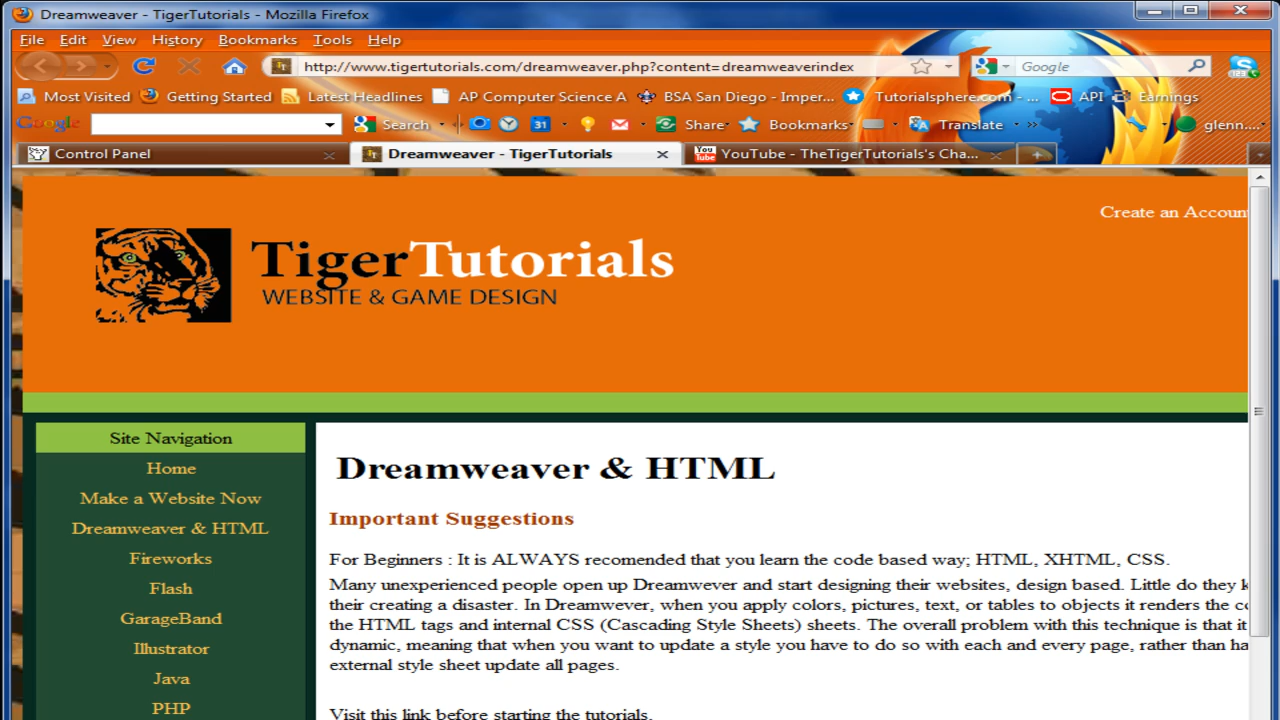 Dreamweaver - TigerTutorials - Mozilla Firefox
File Edit View History Bookmarks Tools Help
http://www.tigertutorials.com/dreamweaver.php?content=dreamweaverindex
Google
Most Visited Getting Started Latest Headlines AP Computer Science A BSA San Diego - Imper... Tutorialsphere.com - ... API Earnings
Google Search 31 Share Bookmarks Translate » glenn....
Control Panel Dreamweaver - TigerTutorials You Tube YouTube - TheTigerTutorials's Cha...
Create an Accoun
TigerTutorials
WEBSITE & GAME DESIGN
Site Navigation
Home
Make a Website Now
Dreamweaver & HTML
Fireworks
Flash
GarageBand
Illustrator
Java
PHP
Dreamweaver & HTML
Important Suggestions
For Beginners : It is ALWAYS recomended that you learn the code based way; HTML, XHTML, CSS.
Many unexperienced people open up Dreamwever and start designing their websites, design based. Little do they k
their creating a disaster. In Dreamwever, when you apply colors, pictures, text, or tables to objects it renders the co
the HTML tags and internal CSS (Cascading Style Sheets) sheets. The overall problem with this technique is that it
dynamic, meaning that when you want to update a style you have to do so with each and every page, rather than ha
external style sheet update all pages.
Visit this link before starting the tutorials.